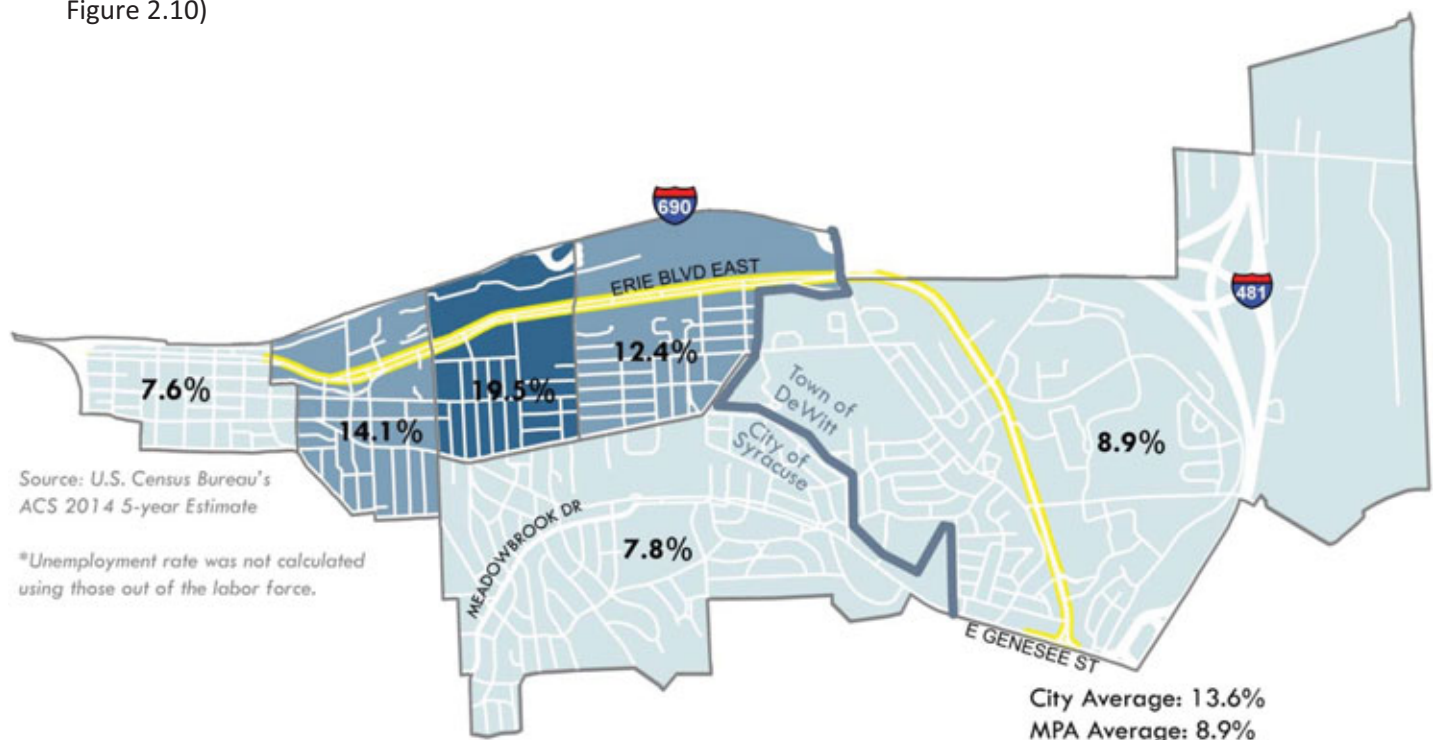 Figure 2.10)
690
ERIE BLVD EAST
481
12.4%
7.6%
19.5%
Town of
DeWitt
14.1%
City of
Syracuse
8.9%
Source: U.S. Census Bureau's
ACS 2014 5-year Estimate
MEADOWBROOK DR
7.8%
*Unemployment rate was not calculated
using those out of the labor force.
E GENESEE ST
City Average: 13.6%
MPA Average: 8.9%